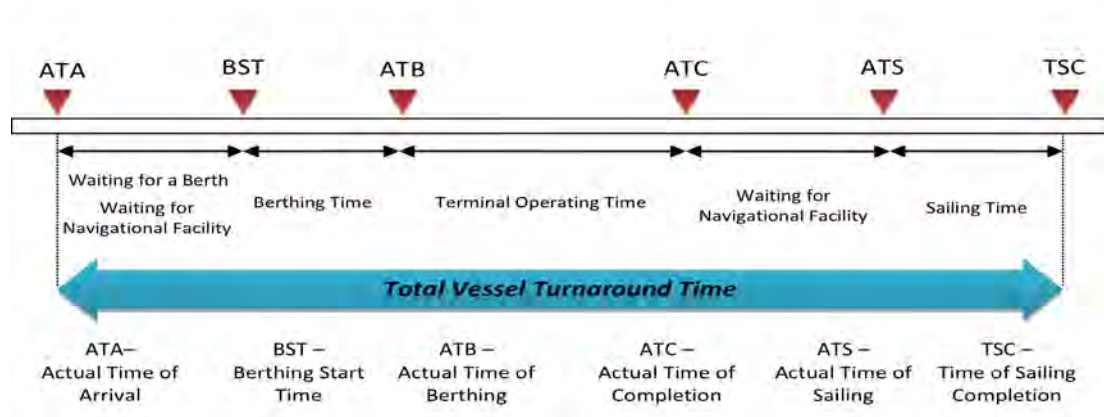 ATA BST ATB ATC ATS TSC
Waiting for a Berth
Waiting for
Navigational Facility
Berthing Time
Terminal Operating Time
Waiting for
Navigational Facility
Sailing Time
Total Vessel Turnaround Time
ATA–
Actual Time of
Arrival
BST –
Berthing Start
Time
ATB –
Actual Time of
Berthing
ATC –
Actual Time of
Completion
ATS –
Actual Time of
Sailing
TSC –
Time of Sailing
Completion